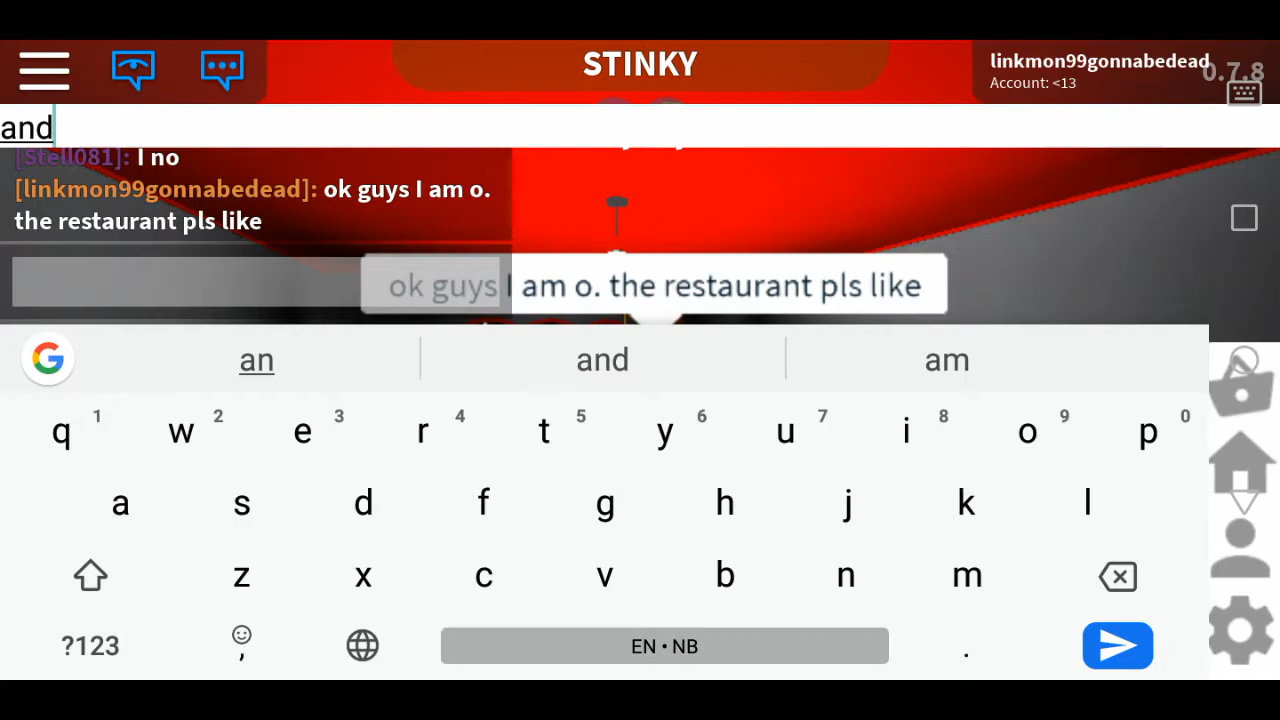 STINKY
linkmon99gonnabedead
Account: <13
0.7.8
and
[Stell081]: I no
[linkmon99gonnabedead]: ok guys I am o.
the restaurant pls like
ok guys I am o. the restaurant pls like
an and am
q 1 w 2 e 3 r 4 t 5 y 6 u 7 i 8 o 9 p 0
a s d f g h j k l
z x c v b n m
?123 , EN • NB .